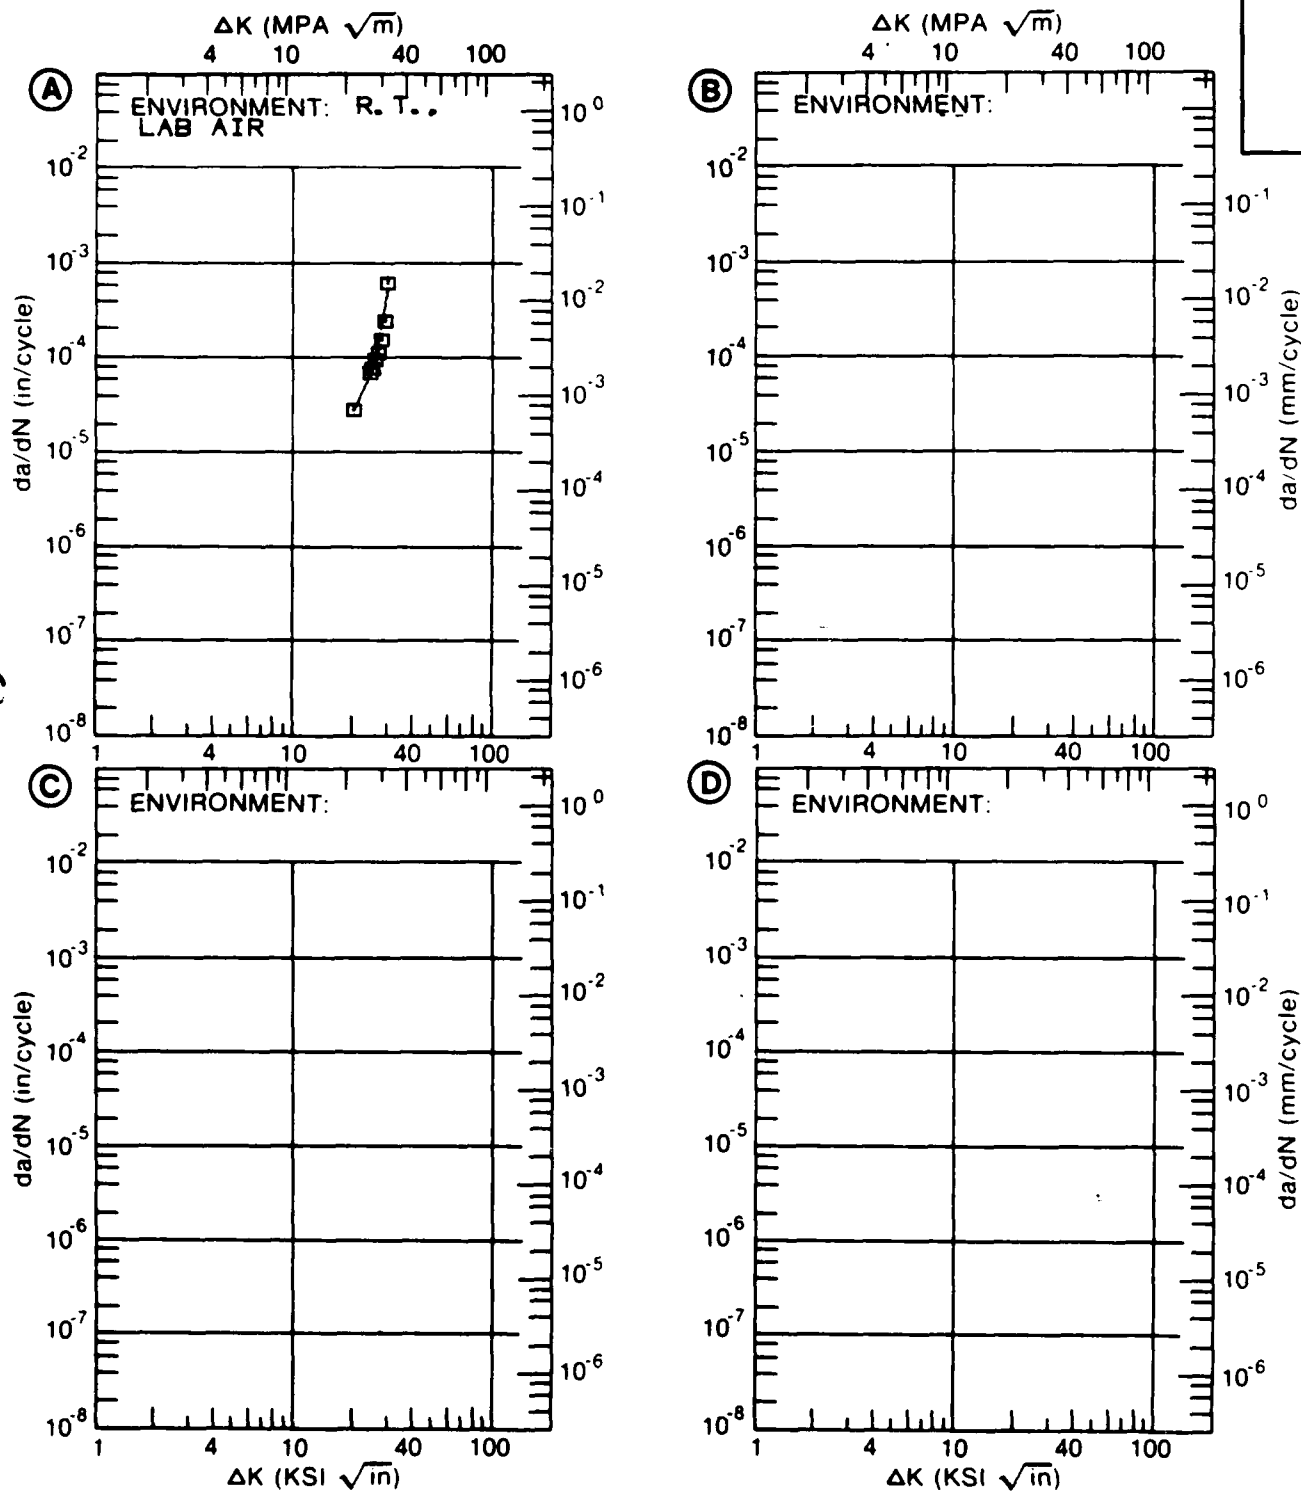 ΔK (MPA √m)
4 10 40 100
A
ENVIRONMENT: R. T.,
LAB AIR
10⁰
10⁻²
10⁻¹
10⁻³
10⁻²
10⁻⁴
10⁻³
10⁻⁵
10⁻⁴
10⁻⁶
10⁻⁵
10⁻⁷
10⁻⁶
10⁻⁸
da/dN (in/cycle)
1 4 10 40 100
ΔK (MPA √m)
4 10 40 100
B
ENVIRONMENT:
10⁻²
10⁻¹
10⁻³
10⁻²
10⁻⁴
10⁻³
10⁻⁵
10⁻⁴
10⁻⁶
10⁻⁵
10⁻⁷
10⁻⁶
10⁻⁸
da/dN (mm/cycle)
1 4 10 40 100
C
ENVIRONMENT:
10⁰
10⁻²
10⁻¹
10⁻³
10⁻²
10⁻⁴
10⁻³
10⁻⁵
10⁻⁴
10⁻⁶
10⁻⁵
10⁻⁷
10⁻⁶
10⁻⁸
da/dN (in/cycle)
1 4 10 40 100
ΔK (KSI √in)
D
ENVIRONMENT:
10⁰
10⁻²
10⁻¹
10⁻³
10⁻²
10⁻⁴
10⁻³
10⁻⁵
10⁻⁴
10⁻⁶
10⁻⁵
10⁻⁷
10⁻⁶
10⁻⁸
da/dN (mm/cycle)
1 4 10 40 100
ΔK (KSI √in)